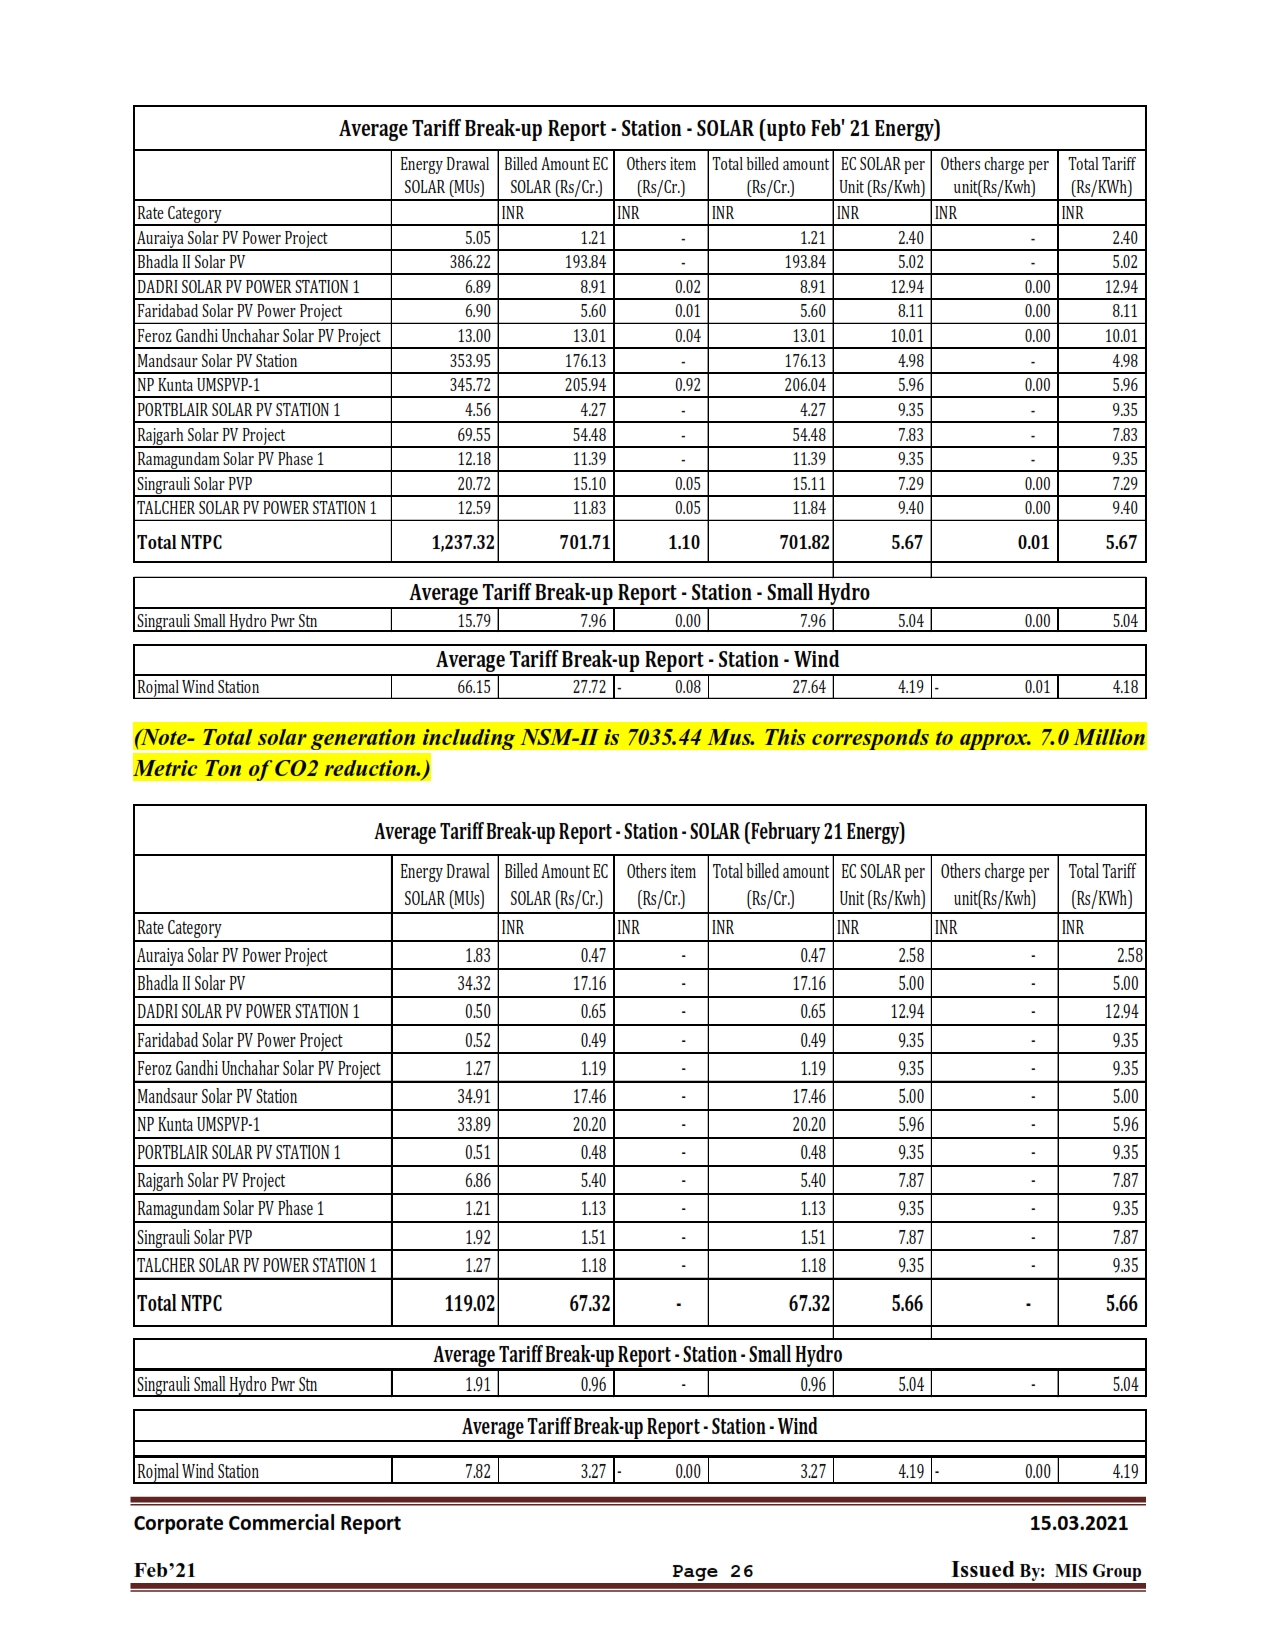 Average Tariff Break-up Report - Station - SOLAR (upto Feb' 21 Energy)
Energy Drawal SOLAR (MUs) Billed Amount EC SOLAR (Rs/Cr.) Others item (Rs/Cr.) Total billed amount (Rs/Cr.) EC SOLAR per Unit (Rs/Kwh) Others charge per unit(Rs/Kwh) Total Tariff (Rs/KWh)
Rate Category INR INR INR INR INR INR
Auraiya Solar PV Power Project 5.05 1.21 - 1.21 2.40 - 2.40
Bhadla II Solar PV 386.22 193.84 - 193.84 5.02 - 5.02
DADRI SOLAR PV POWER STATION 1 6.89 8.91 0.02 8.91 12.94 0.00 12.94
Faridabad Solar PV Power Project 6.90 5.60 0.01 5.60 8.11 0.00 8.11
Feroz Gandhi Unchahar Solar PV Project 13.00 13.01 0.04 13.01 10.01 0.00 10.01
Mandsaur Solar PV Station 353.95 176.13 - 176.13 4.98 - 4.98
NP Kunta UMSPVP-1 345.72 205.94 0.92 206.04 5.96 0.00 5.96
PORTBLAIR SOLAR PV STATION 1 4.56 4.27 - 4.27 9.35 - 9.35
Rajgarh Solar PV Project 69.55 54.48 - 54.48 7.83 - 7.83
Ramagundam Solar PV Phase 1 12.18 11.39 - 11.39 9.35 - 9.35
Singrauli Solar PVP 20.72 15.10 0.05 15.11 7.29 0.00 7.29
TALCHER SOLAR PV POWER STATION 1 12.59 11.83 0.05 11.84 9.40 0.00 9.40
Total NTPC 1,237.32 701.71 1.10 701.82 5.67 0.01 5.67
Average Tariff Break-up Report - Station - Small Hydro
Singrauli Small Hydro Pwr Stn 15.79 7.96 0.00 7.96 5.04 0.00 5.04
Average Tariff Break-up Report - Station - Wind
Rojmal Wind Station 66.15 27.72 - 0.08 27.64 4.19 - 0.01 4.18
(Note- Total solar generation including NSM-II is 7035.44 Mus. This corresponds to approx. 7.0 Million
Metric Ton of CO2 reduction.)
Average Tariff Break-up Report - Station - SOLAR (February 21 Energy)
Energy Drawal SOLAR (MUs) Billed Amount EC SOLAR (Rs/Cr.) Others item (Rs/Cr.) Total billed amount (Rs/Cr.) EC SOLAR per Unit (Rs/Kwh) Others charge per unit(Rs/Kwh) Total Tariff (Rs/KWh)
Rate Category INR INR INR INR INR INR
Auraiya Solar PV Power Project 1.83 0.47 - 0.47 2.58 - 2.58
Bhadla II Solar PV 34.32 17.16 - 17.16 5.00 - 5.00
DADRI SOLAR PV POWER STATION 1 0.50 0.65 - 0.65 12.94 - 12.94
Faridabad Solar PV Power Project 0.52 0.49 - 0.49 9.35 - 9.35
Feroz Gandhi Unchahar Solar PV Project 1.27 1.19 - 1.19 9.35 - 9.35
Mandsaur Solar PV Station 34.91 17.46 - 17.46 5.00 - 5.00
NP Kunta UMSPVP-1 33.89 20.20 - 20.20 5.96 - 5.96
PORTBLAIR SOLAR PV STATION 1 0.51 0.48 - 0.48 9.35 - 9.35
Rajgarh Solar PV Project 6.86 5.40 - 5.40 7.87 - 7.87
Ramagundam Solar PV Phase 1 1.21 1.13 - 1.13 9.35 - 9.35
Singrauli Solar PVP 1.92 1.51 - 1.51 7.87 - 7.87
TALCHER SOLAR PV POWER STATION 1 1.27 1.18 - 1.18 9.35 - 9.35
Total NTPC 119.02 67.32 - 67.32 5.66 - 5.66
Average Tariff Break-up Report - Station - Small Hydro
Singrauli Small Hydro Pwr Stn 1.91 0.96 - 0.96 5.04 - 5.04
Average Tariff Break-up Report - Station - Wind
Rojmal Wind Station 7.82 3.27 - 0.00 3.27 4.19 - 0.00 4.19
Corporate Commercial Report 15.03.2021
Feb’21 Page 26 Issued By: MIS Group